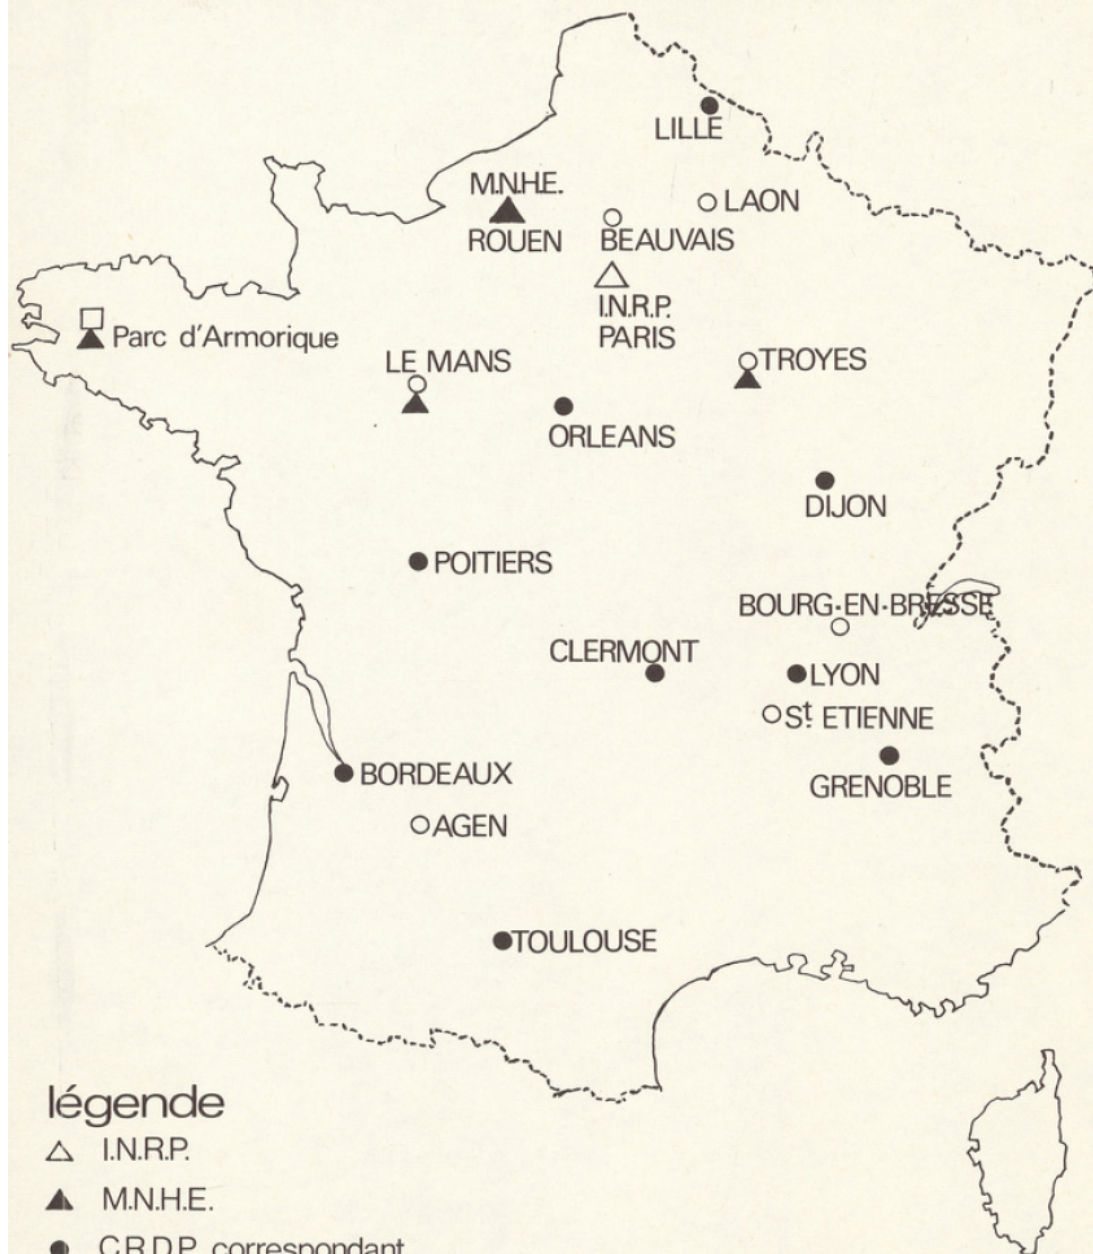 LILLE
M.N.H.E.
ROUEN
LAON
BEAUVAIS
I.N.R.P.
PARIS
Parc d'Armorique
LE MANS
TROYES
ORLEANS
DIJON
POITIERS
BOURG·EN·BRESSE
CLERMONT
LYON
St ETIENNE
GRENOBLE
BORDEAUX
AGEN
TOULOUSE
légende
I.N.R.P.
M.N.H.E.
C.R.D.P. correspondant